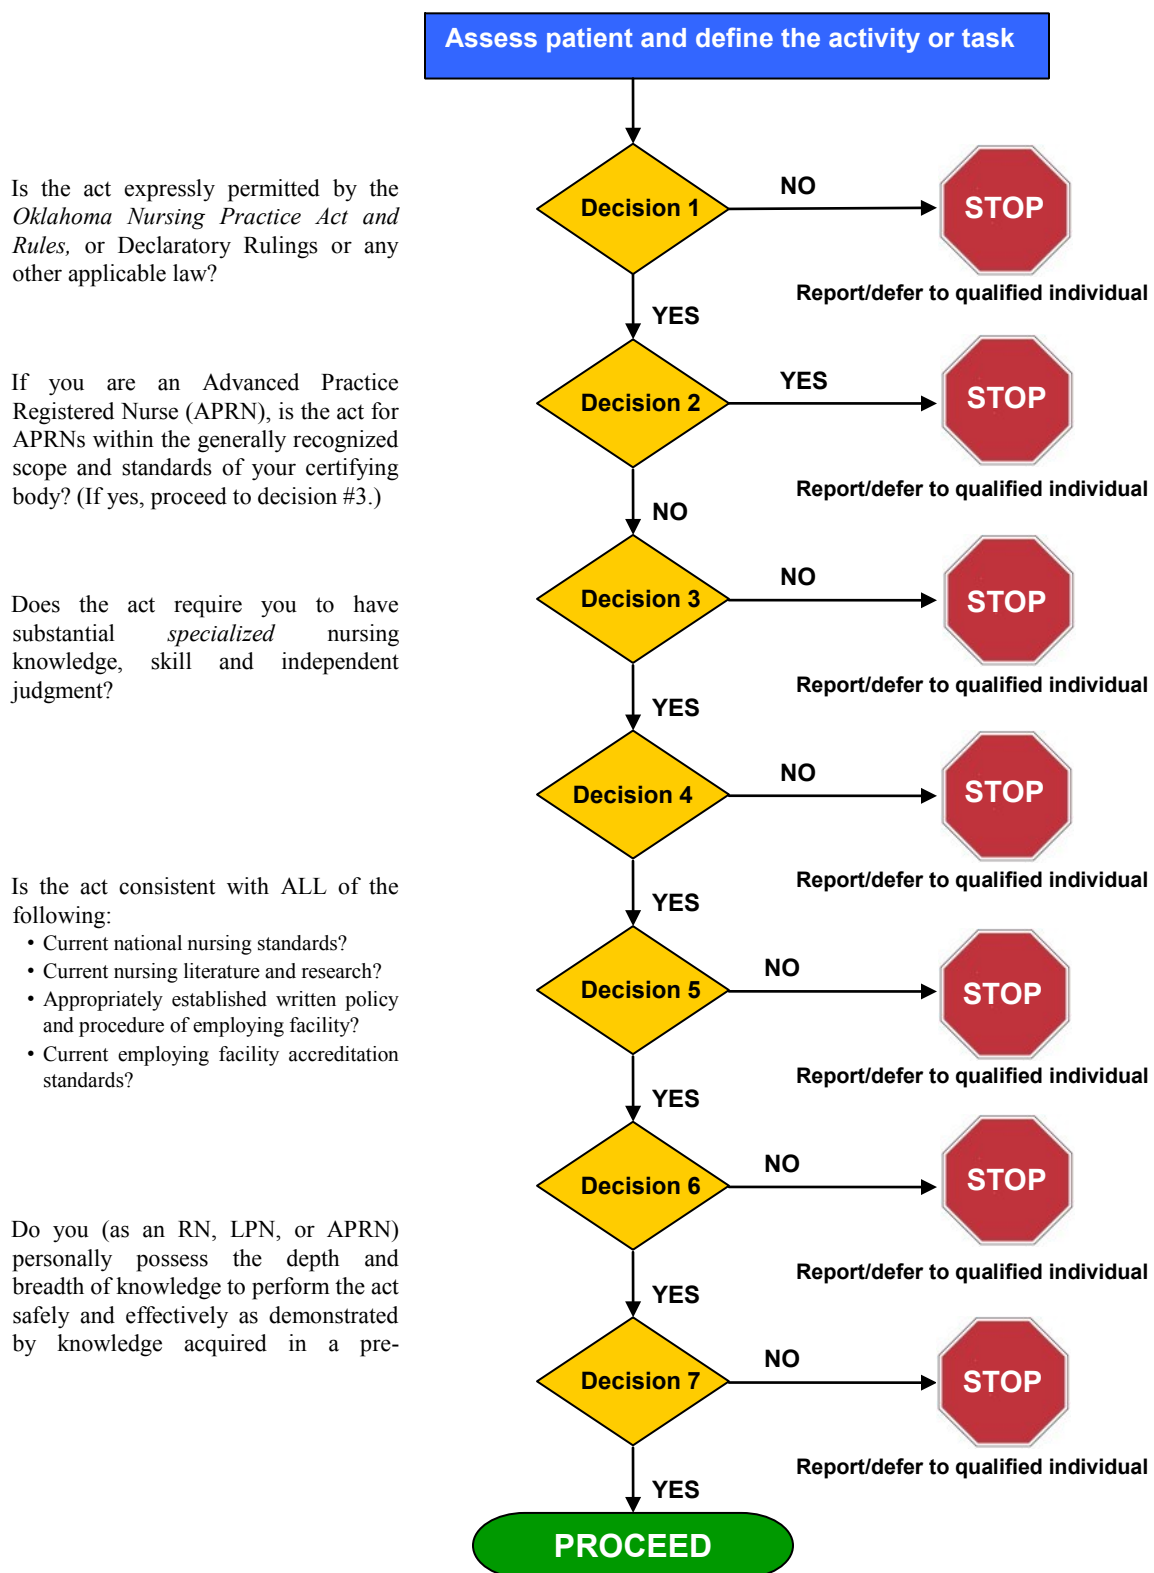 Assess patient and define the activity or task
Is the act expressly permitted by the
Oklahoma Nursing Practice Act and
Rules, or Declaratory Rulings or any
other applicable law?
Decision 1
NO
STOP
Report/defer to qualified individual
YES
If you are an Advanced Practice
Registered Nurse (APRN), is the act for
APRNs within the generally recognized
scope and standards of your certifying
body? (If yes, proceed to decision #3.)
Decision 2
YES
STOP
Report/defer to qualified individual
NO
Does the act require you to have
substantial specialized nursing
knowledge, skill and independent
judgment?
Decision 3
NO
STOP
Report/defer to qualified individual
YES
Decision 4
NO
STOP
Report/defer to qualified individual
YES
Is the act consistent with ALL of the
following:
• Current national nursing standards?
• Current nursing literature and research?
• Appropriately established written policy
and procedure of employing facility?
• Current employing facility accreditation
standards?
Decision 5
NO
STOP
Report/defer to qualified individual
YES
Decision 6
NO
STOP
Report/defer to qualified individual
YES
Do you (as an RN, LPN, or APRN)
personally possess the depth and
breadth of knowledge to perform the act
safely and effectively as demonstrated
by knowledge acquired in a pre-
Decision 7
NO
STOP
Report/defer to qualified individual
YES
PROCEED